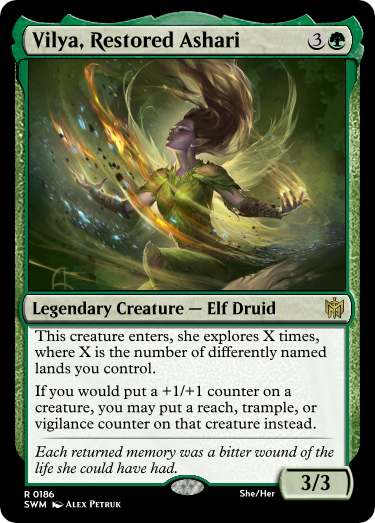 Vilya, Restored Ashari 3
Legendary Creature — Elf Druid
This creature enters, she explores X times,
where X is the number of differently named
lands you control.
If you would put a +1/+1 counter on a
creature, you may put a reach, trample, or
vigilance counter on that creature instead.
Each returned memory was a bitter wound of the
life she could have had.
3/3
R 0186
She/Her
SWM Alex Petruk